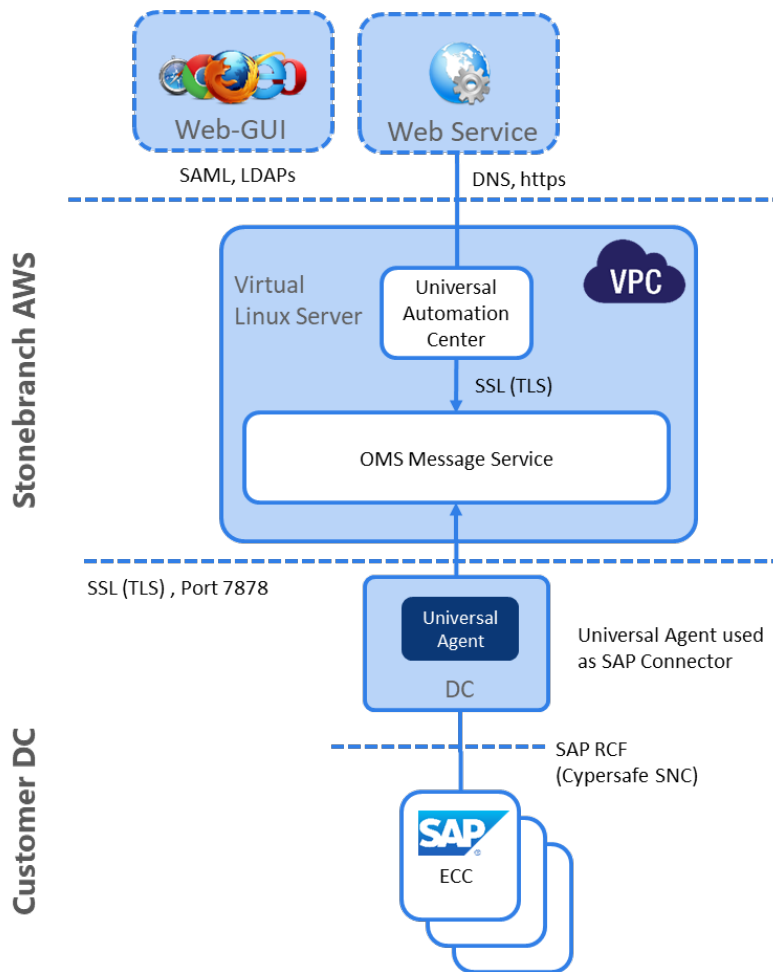 Web-GUI
Web Service
SAML, LDAPs
DNS, https
Stonebranch AWS
Virtual
Linux Server
Universal
Automation
Center
VPC
SSL (TLS)
OMS Message Service
SSL (TLS) , Port 7878
Universal
Agent
DC
Universal Agent used
as SAP Connector
Customer DC
SAP RCF
(Cypersafe SNC)
SAP
®
ECC